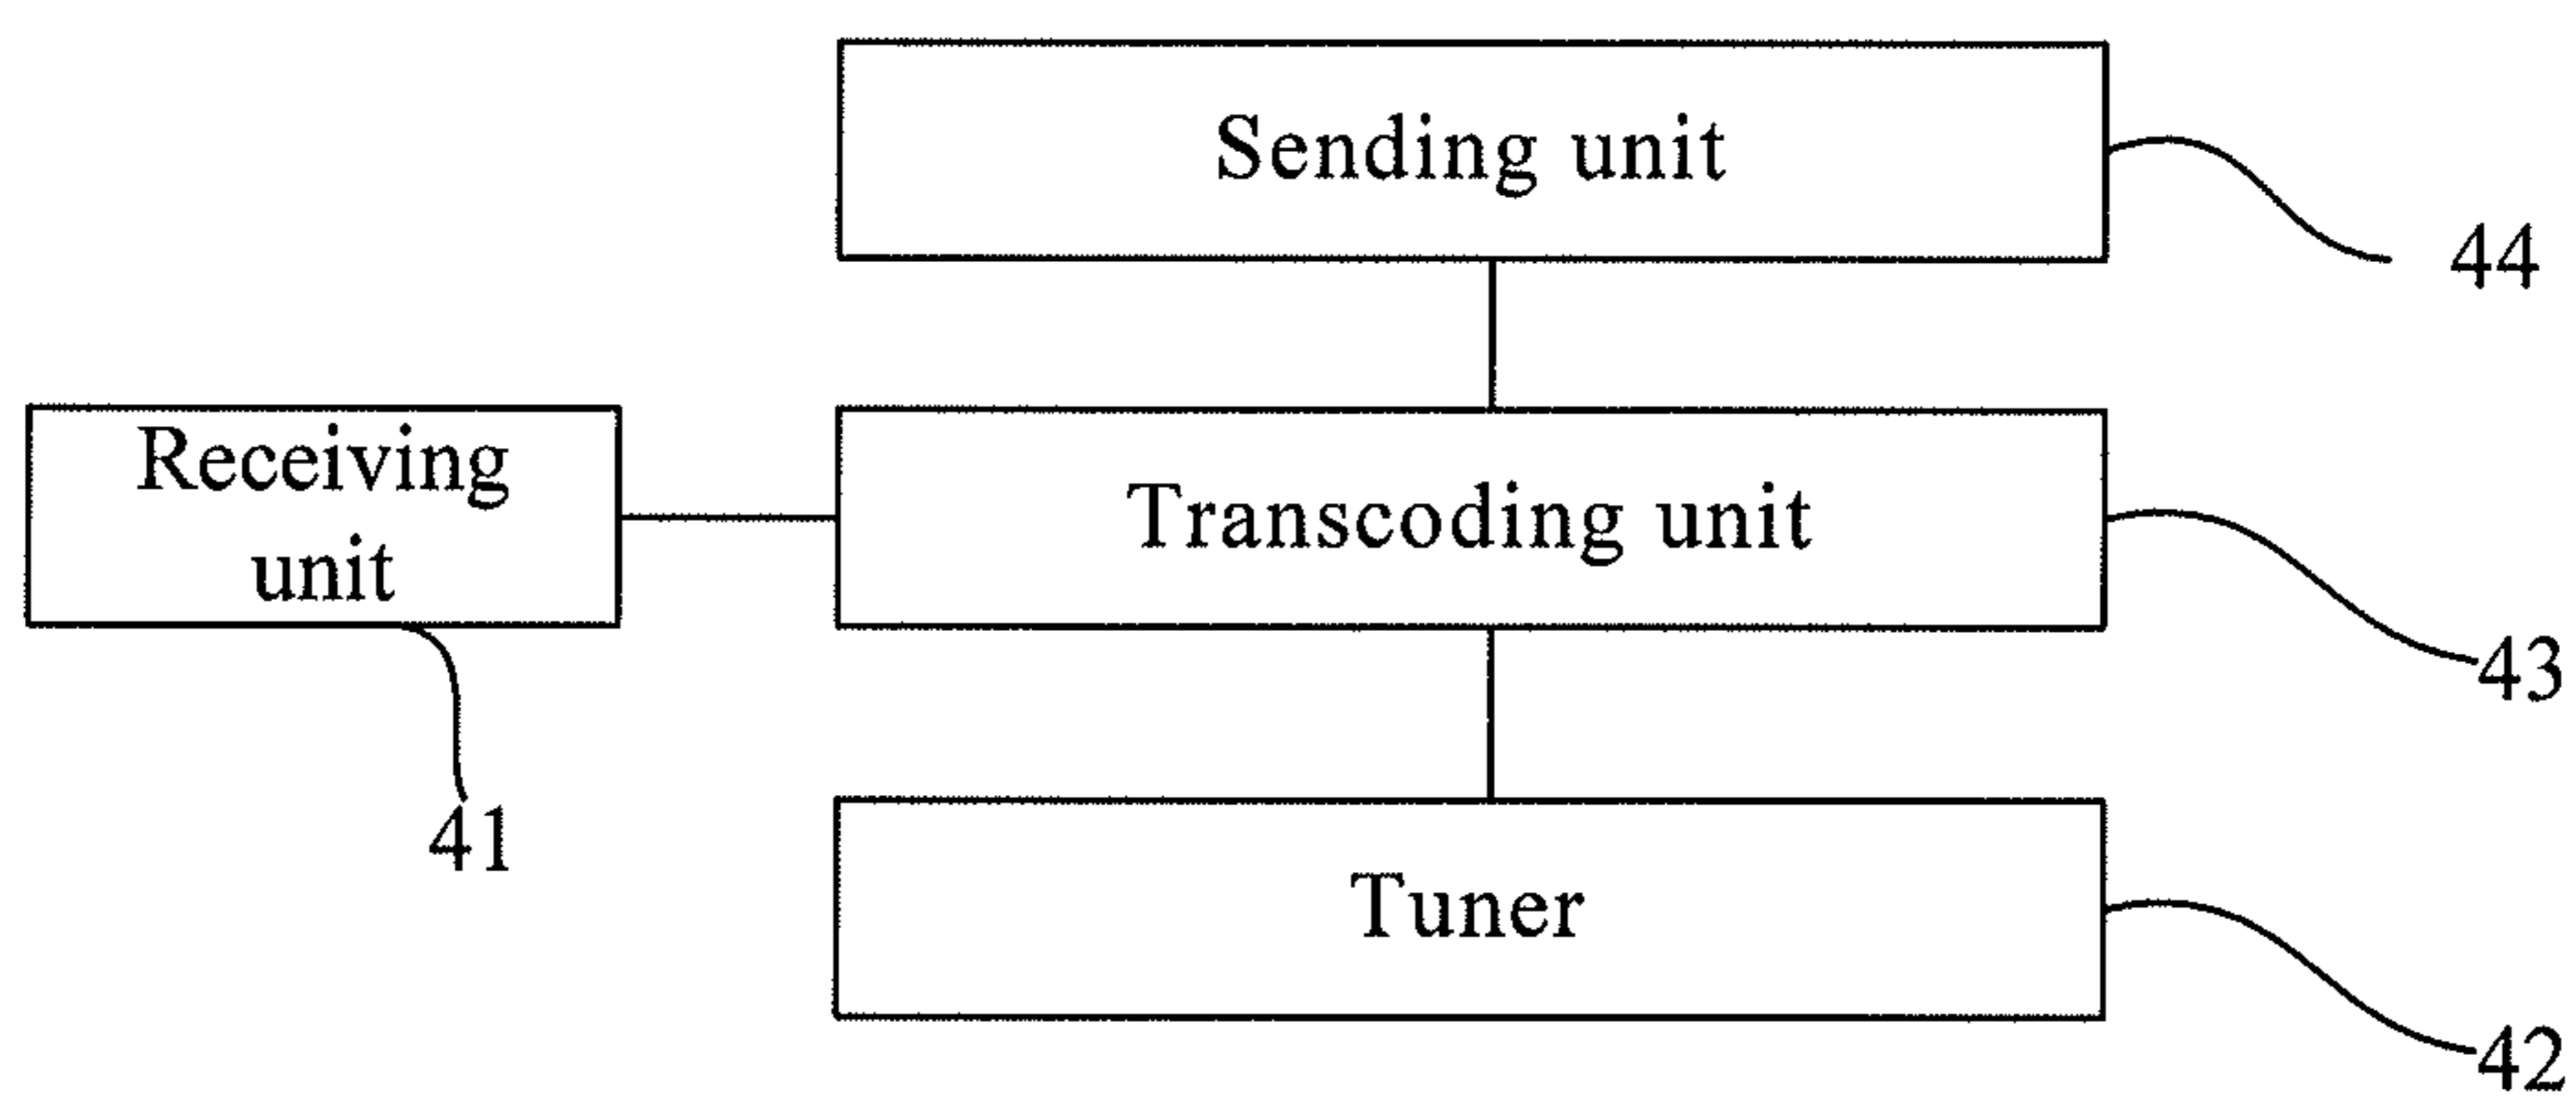 Sending unit
44
Receiving
unit
Transcoding unit
43
41
Tuner
42